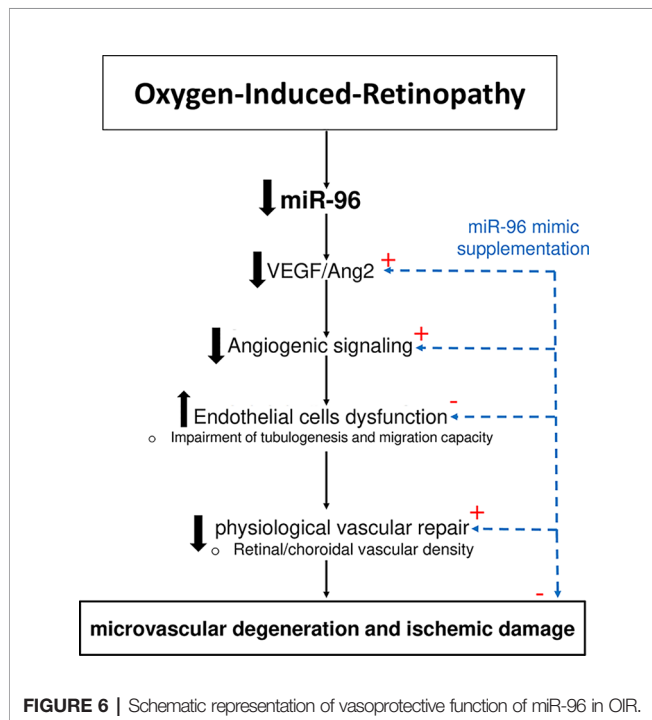 Oxygen-Induced-Retinopathy
miR-96
miR-96 mimic
supplementation
VEGF/Ang2 +
Angiogenic signaling +
Endothelial cells dysfunction -
o Impairment of tubulogenesis and migration capacity
physiological vascular repair +
o Retinal/choroidal vascular density
-
microvascular degeneration and ischemic damage
FIGURE 6 | Schematic representation of vasoprotective function of miR-96 in OIR.